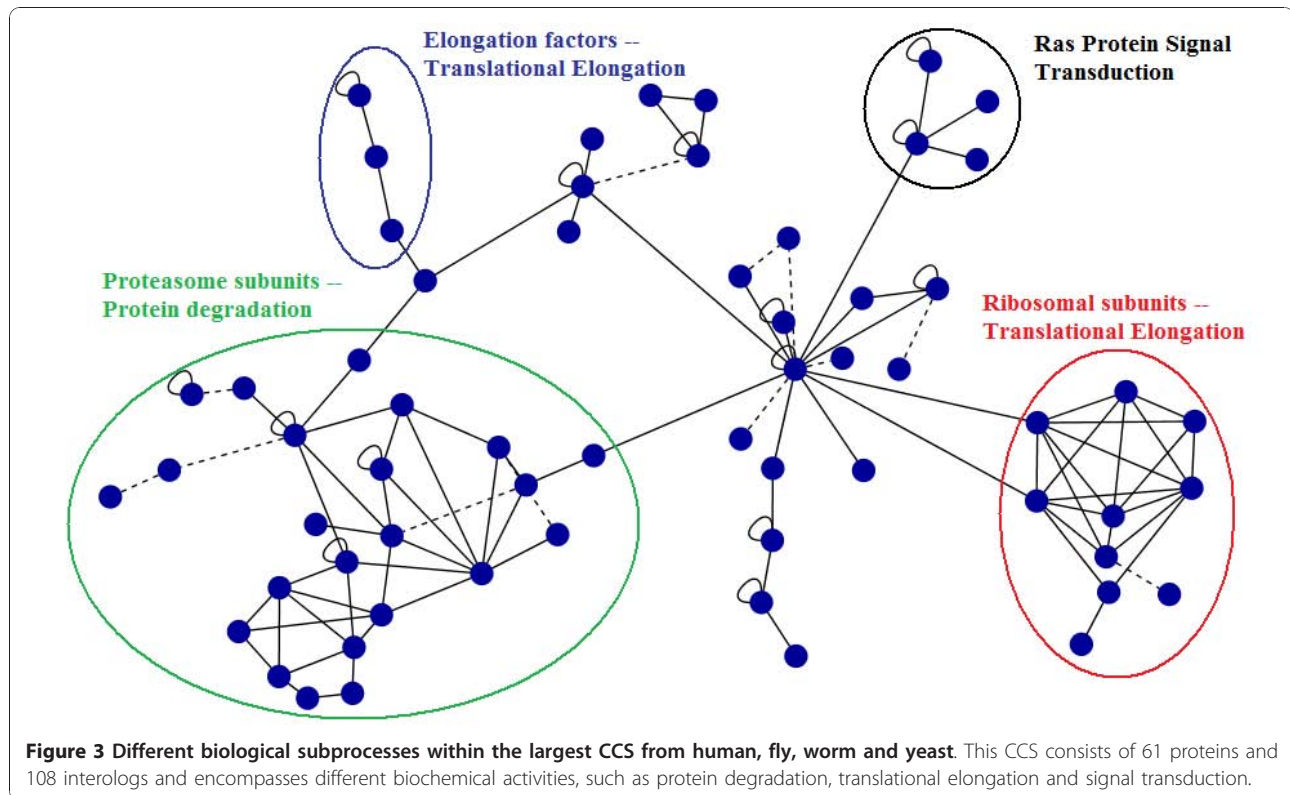 Elongation factors --
Translational Elongation
Ras Protein Signal
Transduction
Proteasome subunits --
Protein degradation
Ribosomal subunits --
Translational Elongation
Figure 3 Different biological subprocesses within the largest CCS from human, fly, worm and yeast. This CCS consists of 61 proteins and
108 interologs and encompasses different biochemical activities, such as protein degradation, translational elongation and signal transduction.